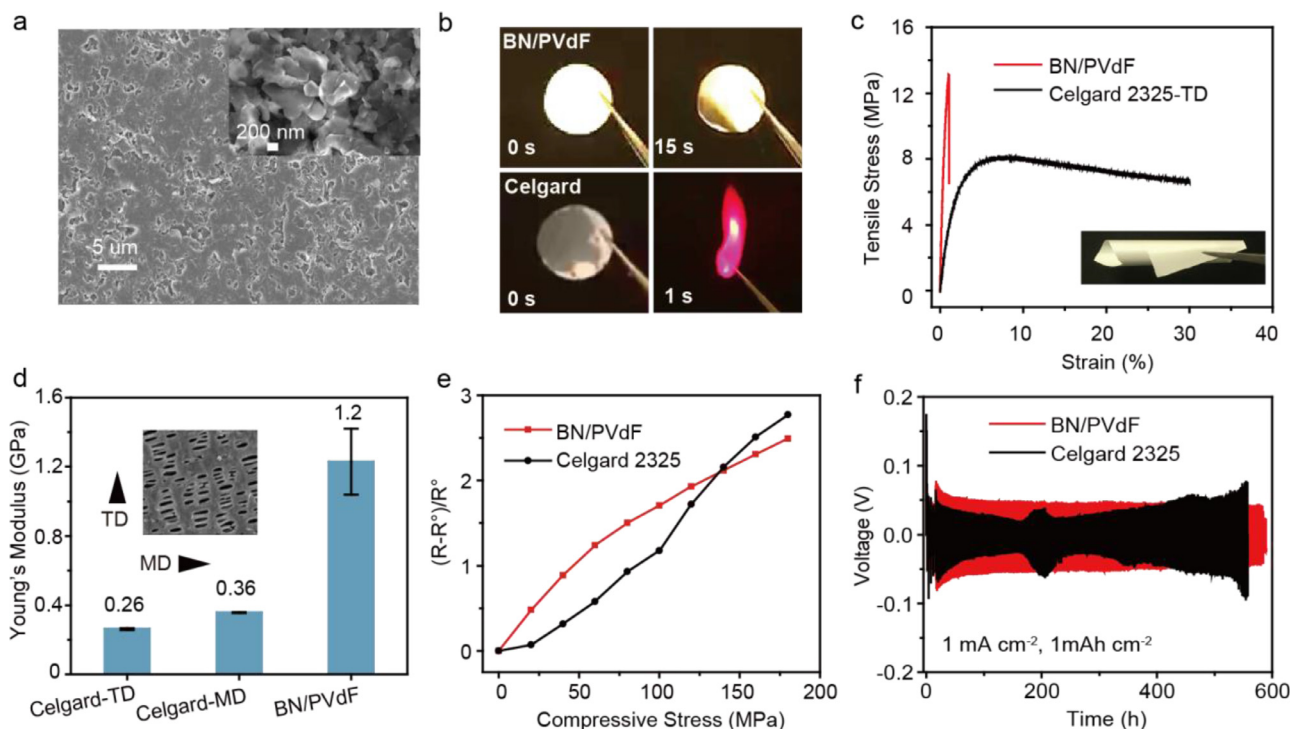 a
200 nm
5 um
b
BN/PVdF
0 s
15 s
Celgard
0 s
1 s
c
16
12
8
4
0
Tensile Stress (MPa)
BN/PVdF
Celgard 2325-TD
0 10 20 30 40
Strain (%)
d
1.6
1.2
0.8
0.4
0
Young's Modulus (GPa)
TD
MD
0.26
0.36
1.2
Celgard-TD
Celgard-MD
BN/PVdF
e
3
2
1
0
(R-R°)/R°
BN/PVdF
Celgard 2325
0 50 100 150 200
Compressive Stress (MPa)
f
0.2
0.1
0.0
-0.1
-0.2
Voltage (V)
BN/PVdF
Celgard 2325
1 mA cm-2, 1mAh cm-2
0 200 400 600
Time (h)